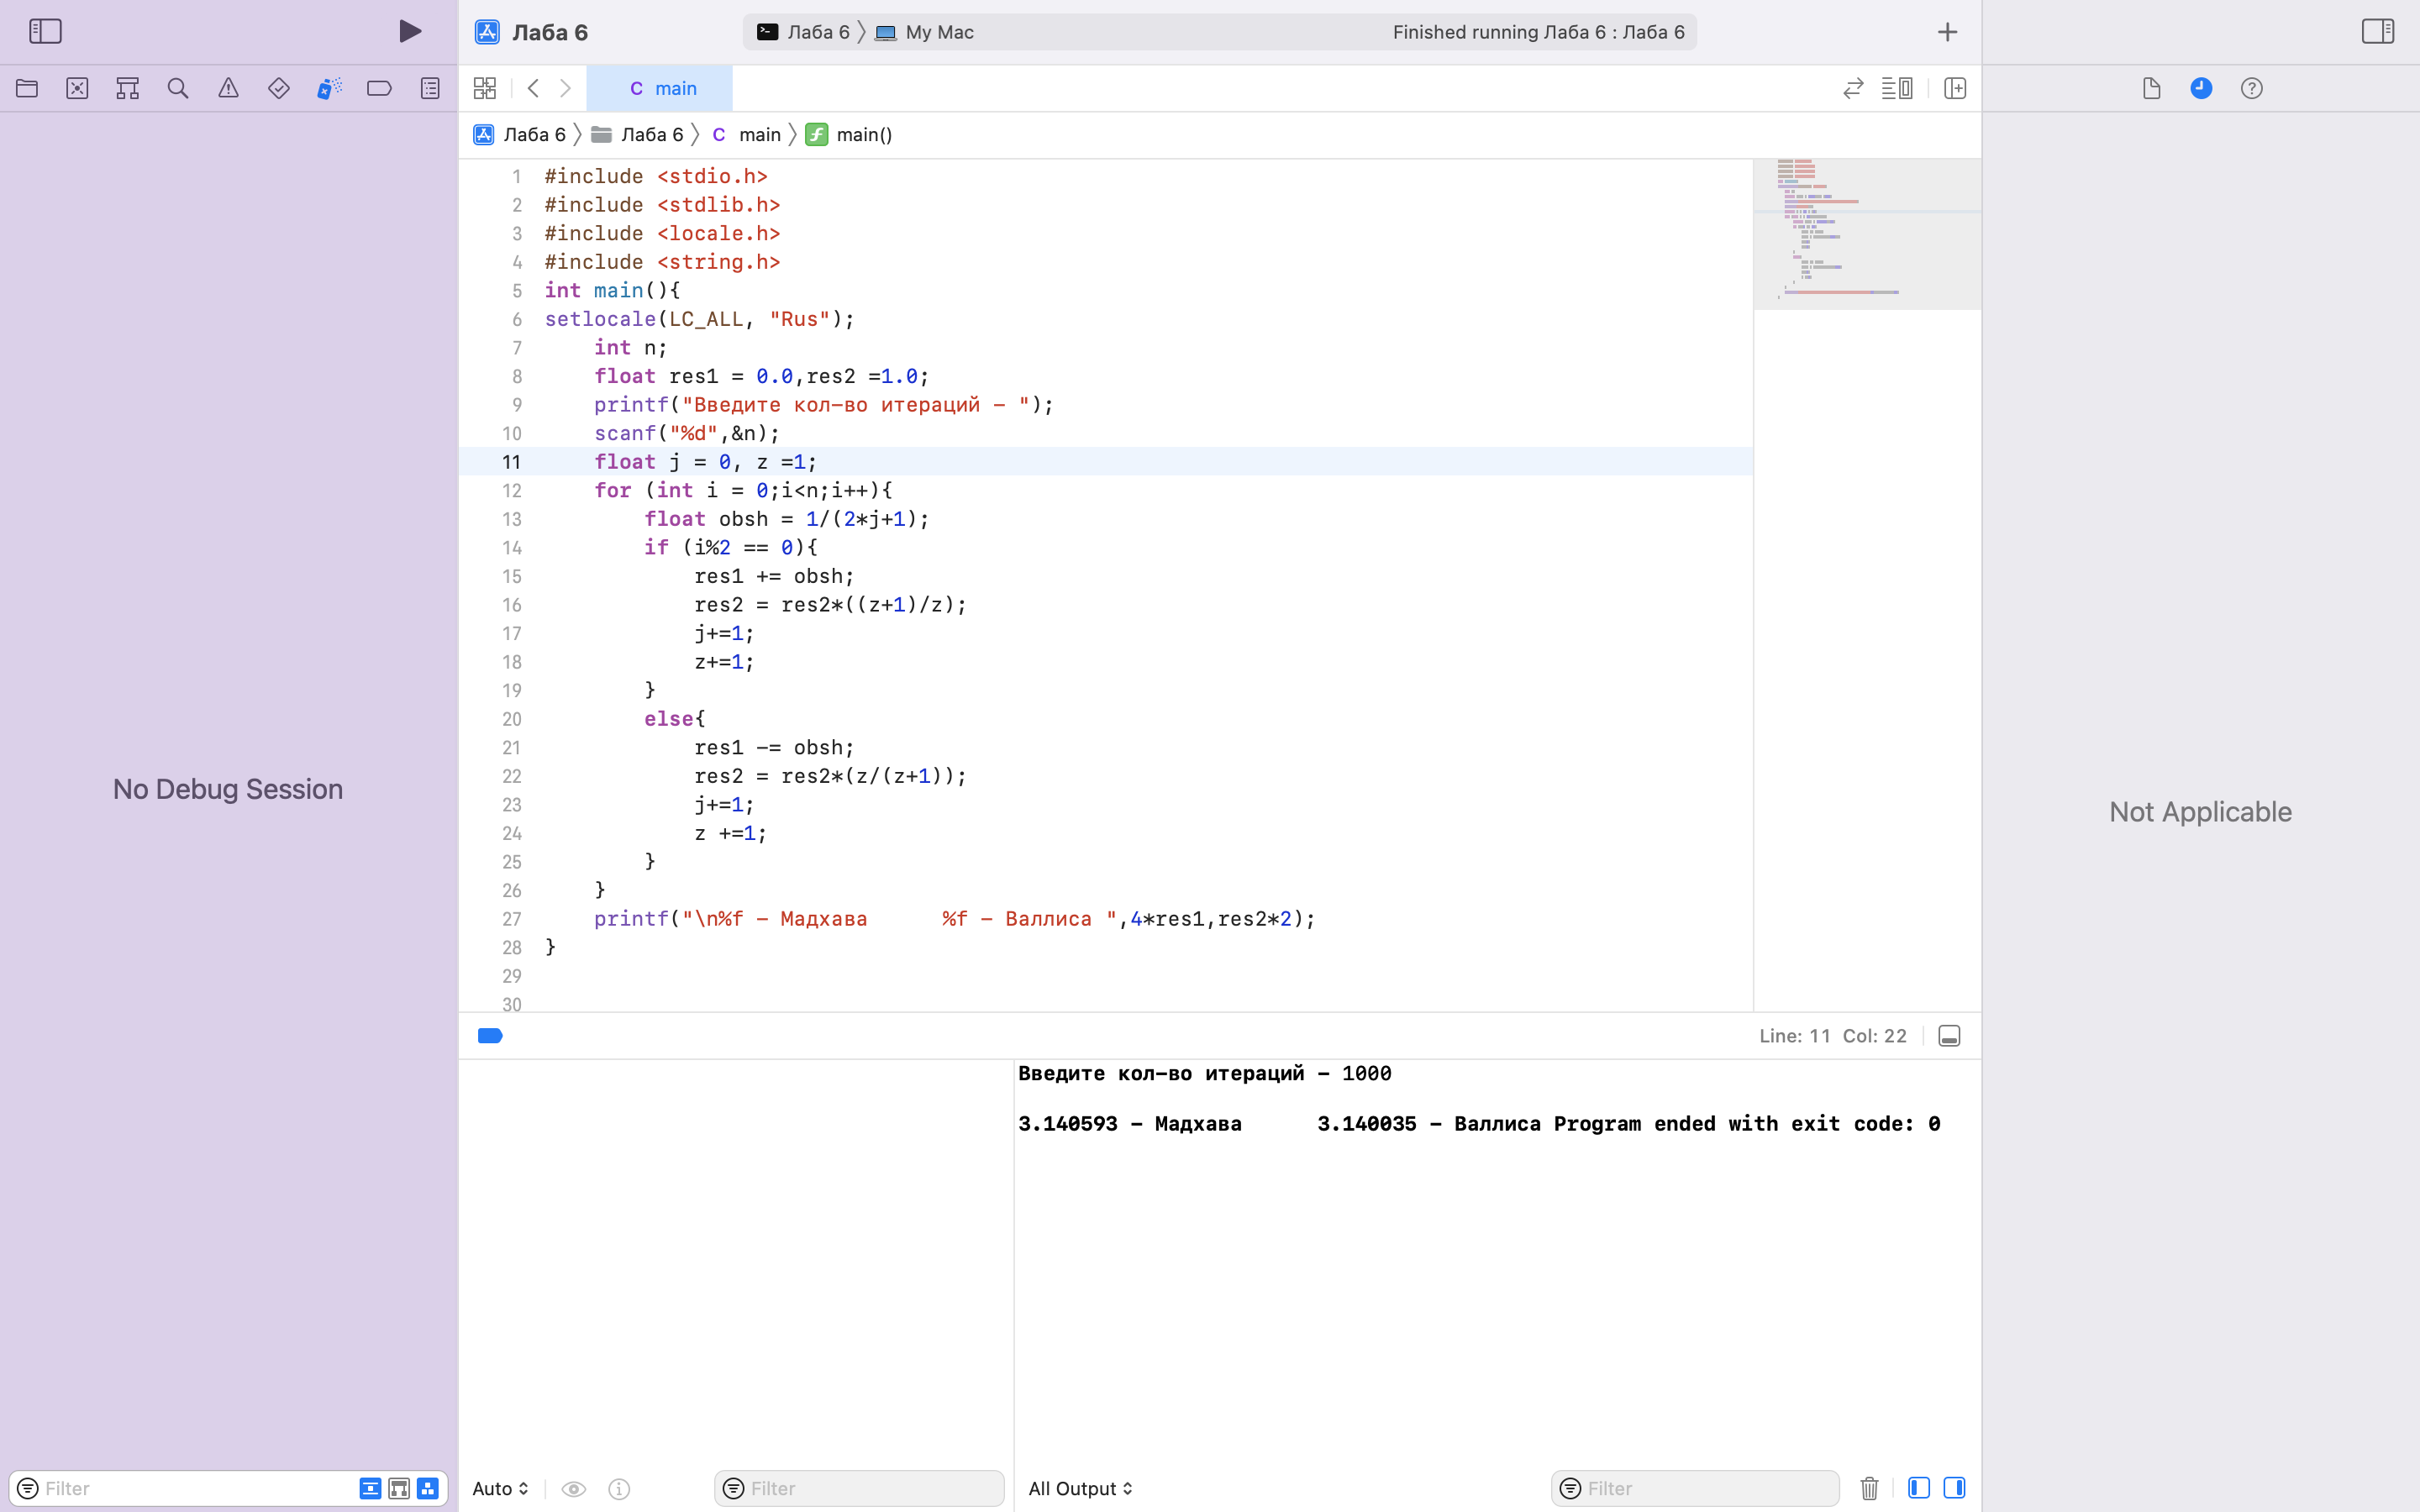 Лаба 6
Лаба 6 〉 My Mac
Finished running Лаба 6 : Лаба 6
C main
Лаба 6 〉 Лаба 6 〉 C main 〉 f main()
1 #include <stdio.h>
2 #include <stdlib.h>
3 #include <locale.h>
4 #include <string.h>
5 int main(){
6 setlocale(LC_ALL, "Rus");
7     int n;
8     float res1 = 0.0,res2 =1.0;
9     printf("Введите кол-во итераций - ");
10     scanf("%d",&n);
11     float j = 0, z =1;
12     for (int i = 0;i<n;i++){
13         float obsh = 1/(2*j+1);
14         if (i%2 == 0){
15             res1 += obsh;
16             res2 = res2*((z+1)/z);
17             j+=1;
18             z+=1;
19         }
20         else{
21             res1 -= obsh;
22             res2 = res2*(z/(z+1));
23             j+=1;
24             z +=1;
25         }
26     }
27     printf("\n%f - Мадхава      %f - Валлиса ",4*res1,res2*2);
28 }
29
30
No Debug Session
Not Applicable
Line: 11 Col: 22
Введите кол-во итераций - 1000
3.140593 - Мадхава      3.140035 - Валлиса Program ended with exit code: 0
Filter
Auto
Filter
All Output
Filter